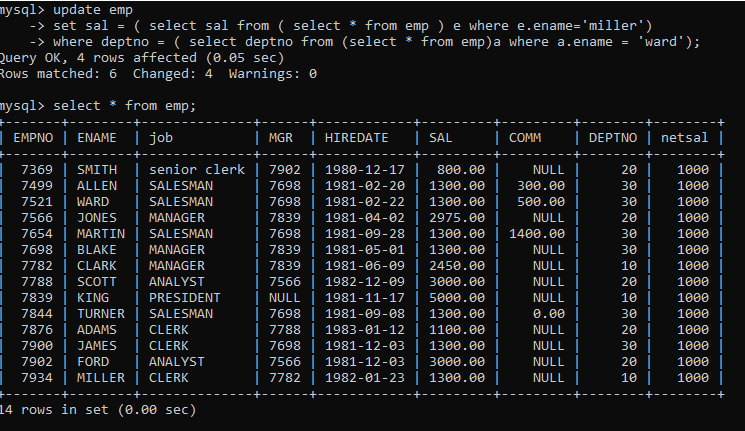 mysql> update emp
    -> set sal = ( select sal from ( select * from emp ) e where e.ename='miller')
    -> where deptno = ( select deptno from (select * from emp)a where a.ename = 'ward');
Query OK, 4 rows affected (0.05 sec)
Rows matched: 6  Changed: 4  Warnings: 0

mysql> select * from emp;
+-------+--------+--------------+------+------------+---------+---------+--------+--------+
| EMPNO | ENAME  | job          | MGR  | HIREDATE   | SAL     | COMM    | DEPTNO | netsal |
+-------+--------+--------------+------+------------+---------+---------+--------+--------+
|  7369 | SMITH  | senior clerk | 7902 | 1980-12-17 |  800.00 |    NULL |     20 |   1000 |
|  7499 | ALLEN  | SALESMAN     | 7698 | 1981-02-20 | 1300.00 |  300.00 |     30 |   1000 |
|  7521 | WARD   | SALESMAN     | 7698 | 1981-02-22 | 1300.00 |  500.00 |     30 |   1000 |
|  7566 | JONES  | MANAGER      | 7839 | 1981-04-02 | 2975.00 |    NULL |     20 |   1000 |
|  7654 | MARTIN | SALESMAN     | 7698 | 1981-09-28 | 1300.00 | 1400.00 |     30 |   1000 |
|  7698 | BLAKE  | MANAGER      | 7839 | 1981-05-01 | 1300.00 |    NULL |     30 |   1000 |
|  7782 | CLARK  | MANAGER      | 7839 | 1981-06-09 | 2450.00 |    NULL |     10 |   1000 |
|  7788 | SCOTT  | ANALYST      | 7566 | 1982-12-09 | 3000.00 |    NULL |     20 |   1000 |
|  7839 | KING   | PRESIDENT    | NULL | 1981-11-17 | 5000.00 |    NULL |     10 |   1000 |
|  7844 | TURNER | SALESMAN     | 7698 | 1981-09-08 | 1300.00 |    0.00 |     30 |   1000 |
|  7876 | ADAMS  | CLERK        | 7788 | 1983-01-12 | 1100.00 |    NULL |     20 |   1000 |
|  7900 | JAMES  | CLERK        | 7698 | 1981-12-03 | 1300.00 |    NULL |     30 |   1000 |
|  7902 | FORD   | ANALYST      | 7566 | 1981-12-03 | 3000.00 |    NULL |     20 |   1000 |
|  7934 | MILLER | CLERK        | 7782 | 1982-01-23 | 1300.00 |    NULL |     10 |   1000 |
+-------+--------+--------------+------+------------+---------+---------+--------+--------+
14 rows in set (0.00 sec)